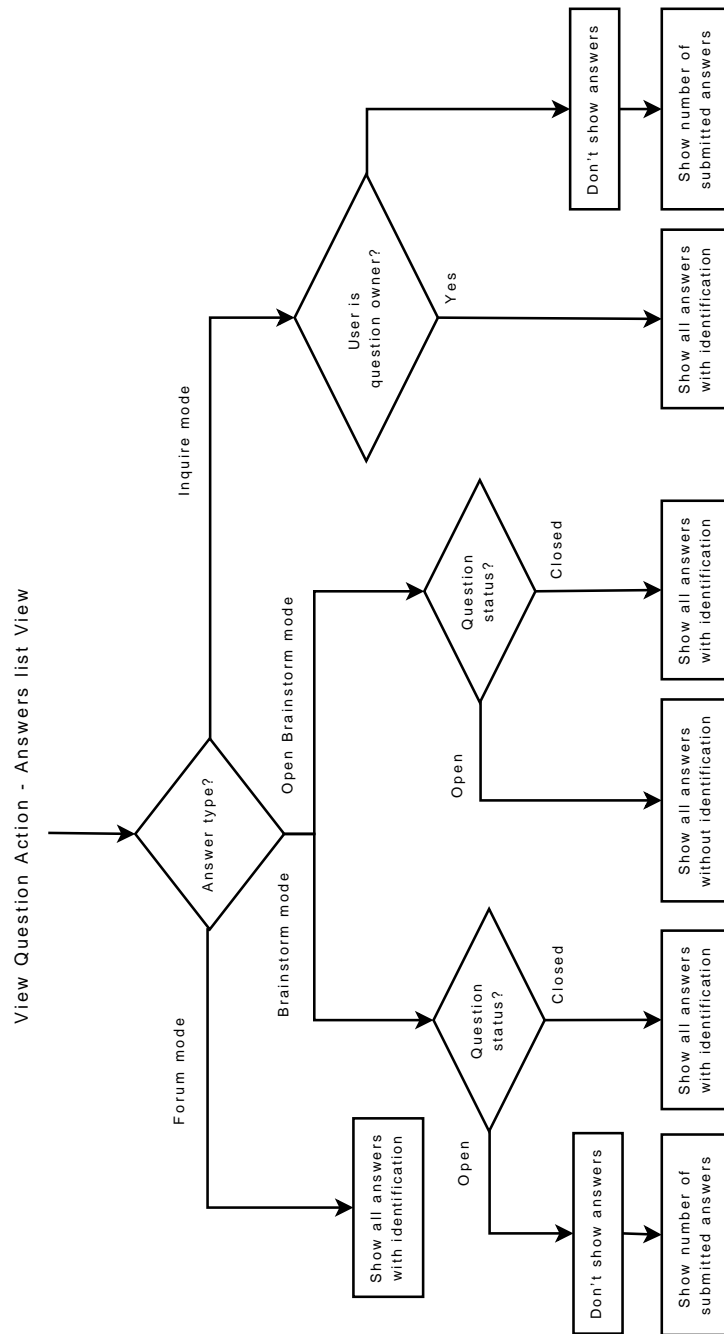 View Question Action - Answers list View
Answer type?
Forum mode
Brainstorm mode
Open Brainstorm mode
Inquire mode
Show all answers
with identification
Question
status?
Open
Closed
Don't show answers
Show number of
submitted answers
Show all answers
with identification
Question
status?
Open
Closed
Show all answers
without identification
Show all answers
with identification
User is
question owner?
Yes
Show all answers
with identification
Don't show answers
Show number of
submitted answers